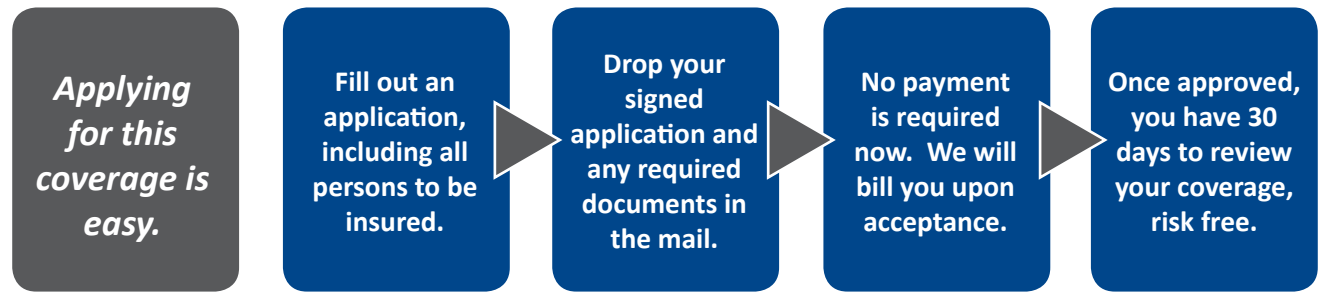 Applying
for this
coverage is
easy.
Fill out an
application,
including all
persons to be
insured.
Drop your
signed
application and
any required
documents in
the mail.
No payment
is required
now.  We will
bill you upon
acceptance.
Once approved,
you have 30
days to review
your coverage,
risk free.